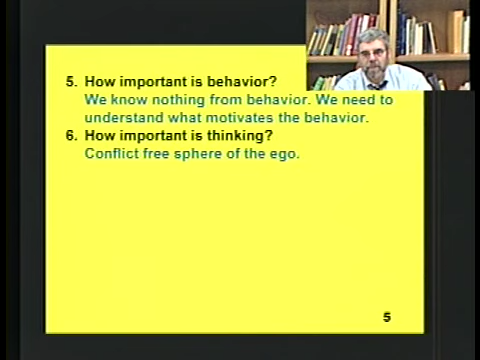 5. How important is behavior?
We know nothing from behavior. We need to
understand what motivates the behavior.
6. How important is thinking?
Conflict free sphere of the ego.
5